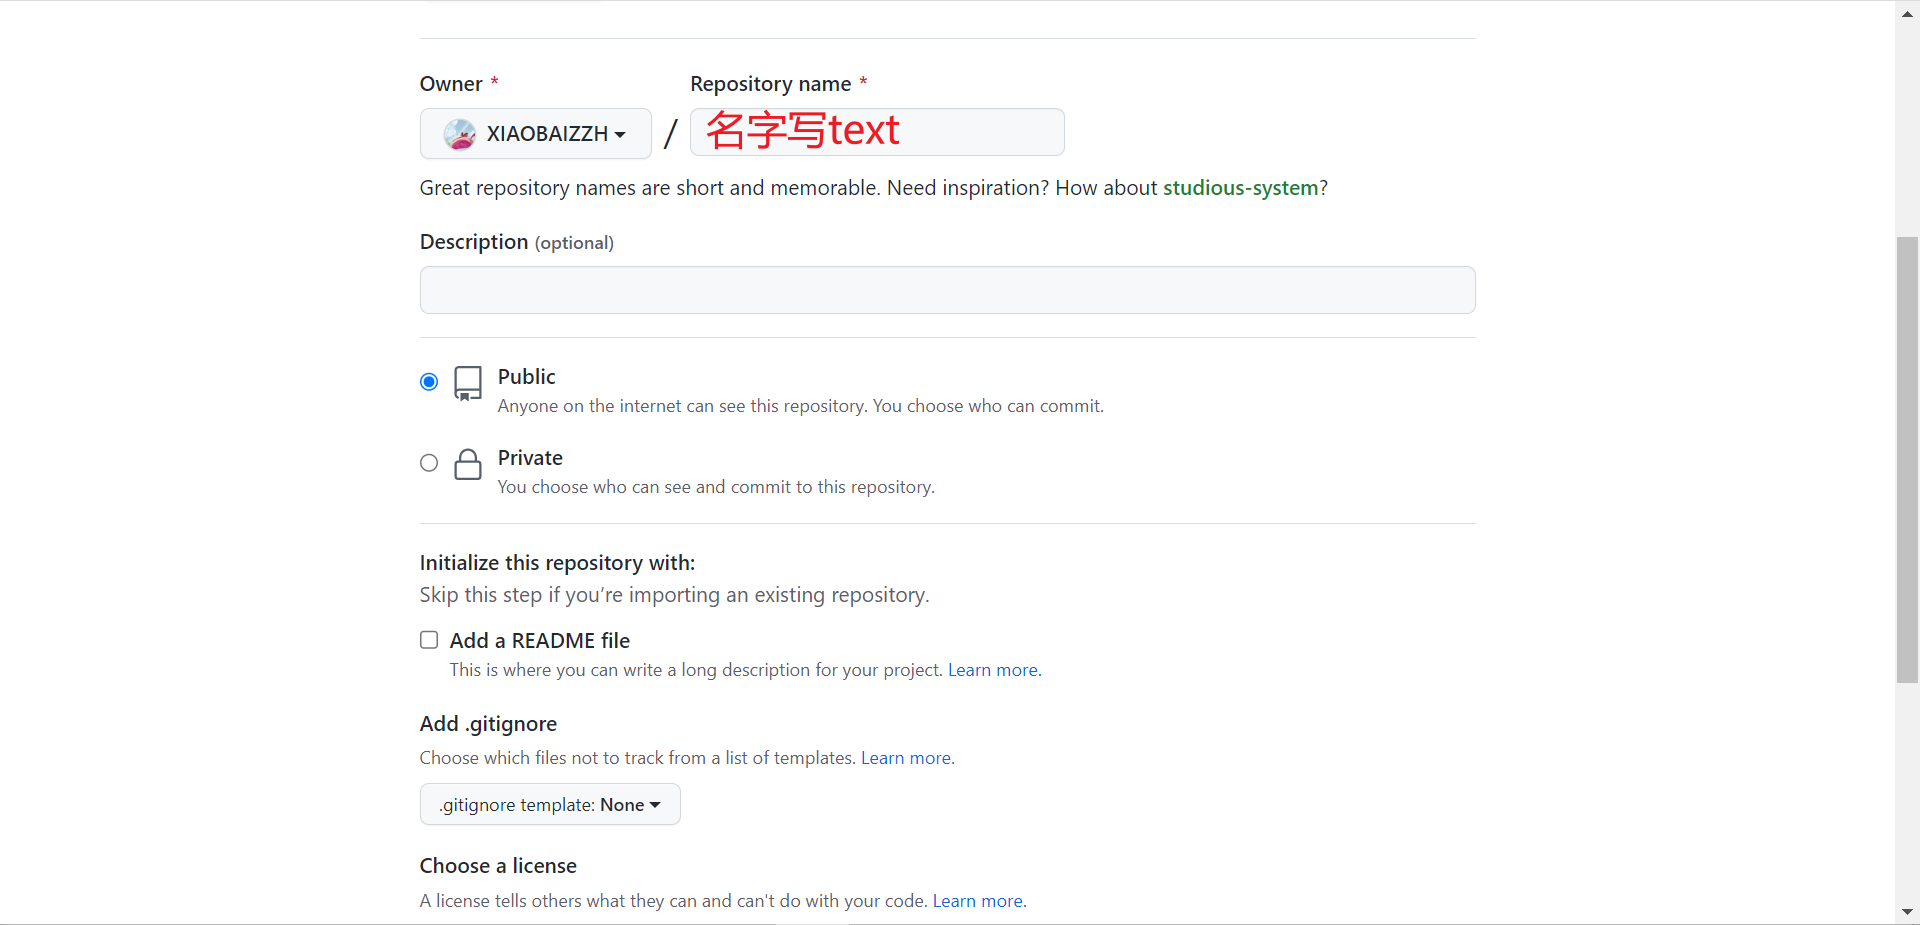 Owner * Repository name *
XIAOBAIZZH / 名字写text
Great repository names are short and memorable. Need inspiration? How about studious-system?
Description (optional)
Public
Anyone on the internet can see this repository. You choose who can commit.
Private
You choose who can see and commit to this repository.
Initialize this repository with:
Skip this step if you’re importing an existing repository.
Add a README file
This is where you can write a long description for your project. Learn more.
Add .gitignore
Choose which files not to track from a list of templates. Learn more.
.gitignore template: None
Choose a license
A license tells others what they can and can't do with your code. Learn more.